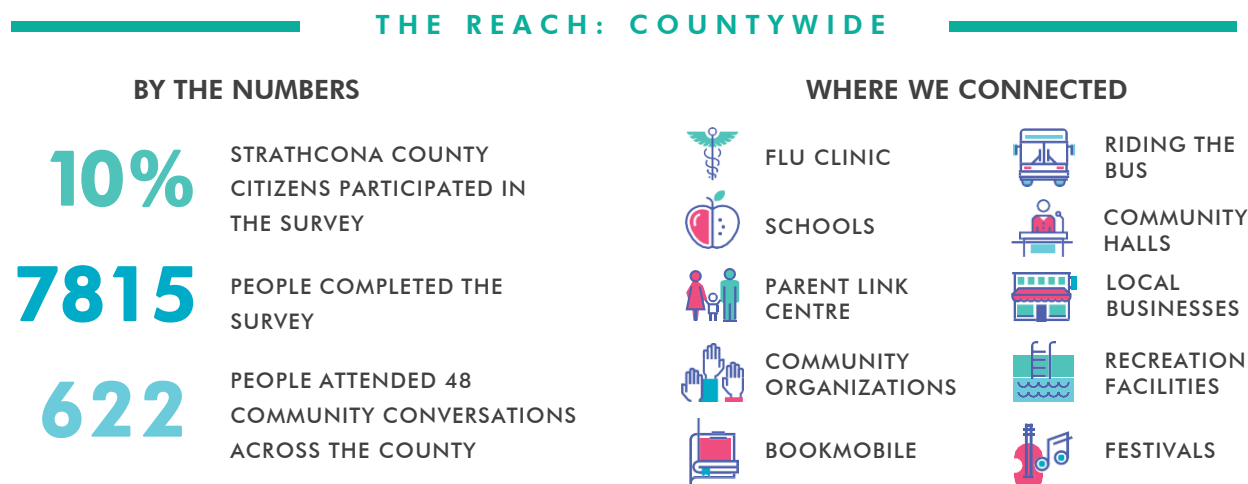 THE REACH: COUNTYWIDE
BY THE NUMBERS
10%
STRATHCONA COUNTY
CITIZENS PARTICIPATED IN
THE SURVEY
7815
PEOPLE COMPLETED THE
SURVEY
622
PEOPLE ATTENDED 48
COMMUNITY CONVERSATIONS
ACROSS THE COUNTY
WHERE WE CONNECTED
FLU CLINIC
SCHOOLS
PARENT LINK
CENTRE
COMMUNITY
ORGANIZATIONS
BOOKMOBILE
RIDING THE
BUS
COMMUNITY
HALLS
LOCAL
BUSINESSES
RECREATION
FACILITIES
FESTIVALS